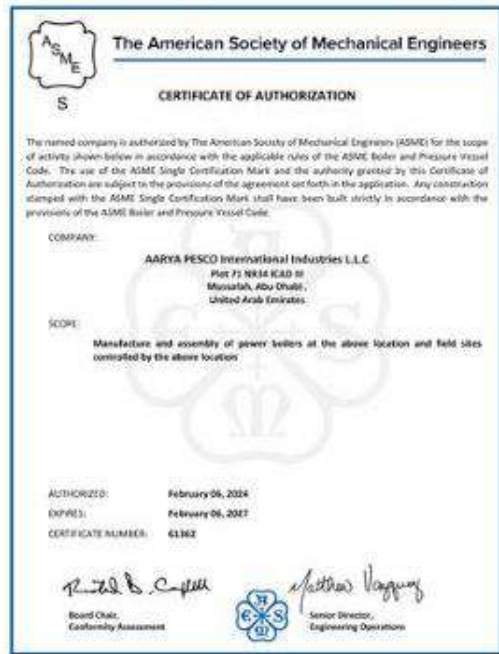 ASME
The American Society of Mechanical Engineers
S
CERTIFICATE OF AUTHORIZATION
The named company is authorized by The American Society of Mechanical Engineers (ASME) for the scope
of activity shown below in accordance with the applicable rules of the ASME Boiler and Pressure Vessel
Code. The use of the ASME Single Certification Mark and the authority granted by this Certificate of
Authorization are subject to the provisions of the agreement set forth in the application. Any construction
stamped with the ASME Single Certification Mark shall have been built strictly in accordance with the
provisions of the ASME Boiler and Pressure Vessel Code.
COMPANY:
AARYA PESCO International Industries L.L.C
Plot 71 NR34 ICAD III
Mussafah, Abu Dhabi,
United Arab Emirates
SCOPE:
Manufacture and assembly of power boilers at the above location and field sites
controlled by the above location
AUTHORIZED: February 06, 2024
EXPIRES: February 06, 2027
CERTIFICATE NUMBER: 61362
Board Chair,
Conformity Assessment
Senior Director,
Engineering Operations